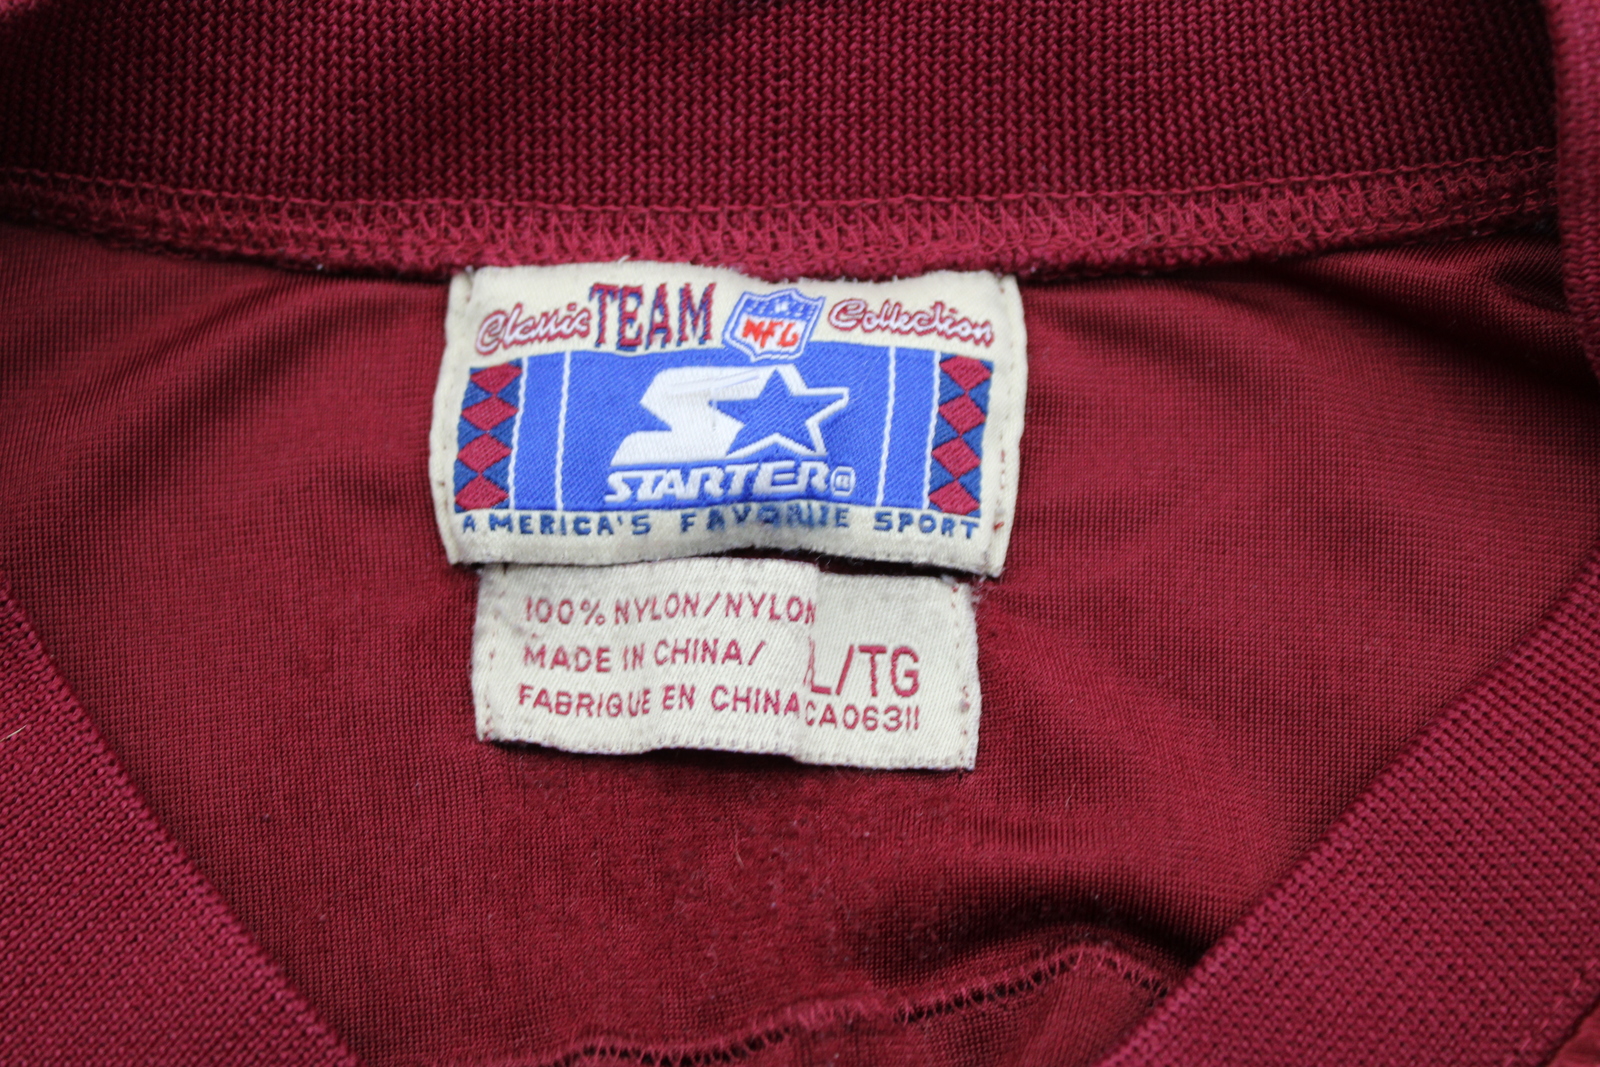 Classic TEAM NFL Collection
STARTER®
AMERICA'S FAVORITE SPORT
100% NYLON/NYLON
MADE IN CHINA/
FABRIQUE EN CHINA
L/TG
CA06311